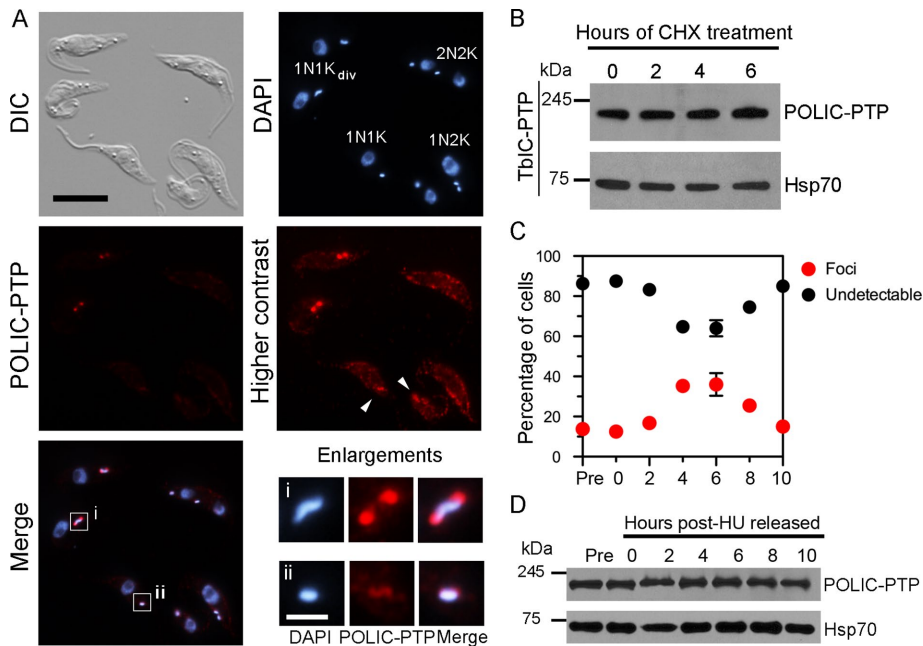 A
DIC
DAPI
1N1Kdiv
2N2K
1N1K
1N2K
POLIC-PTP
Higher contrast
Merge
i
ii
Enlargements
i
ii
DAPI POLIC-PTP Merge
B
Hours of CHX treatment
kDa
0 2 4 6
245
75
TbIC-PTP
POLIC-PTP
Hsp70
C
Percentage of cells
100
80
60
40
20
0
Pre 0 2 4 6 8 10
Foci
Undetectable
D
Hours post-HU released
kDa
Pre 0 2 4 6 8 10
245
POLIC-PTP
75
Hsp70